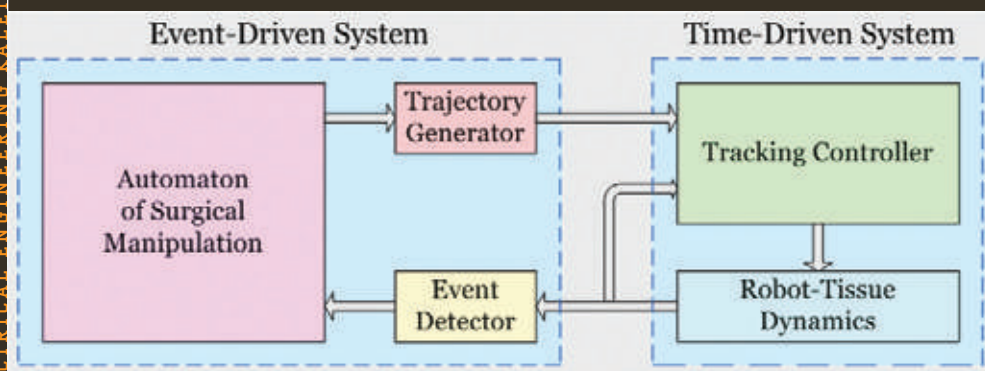 Event-Driven System
Time-Driven System
Automaton
of Surgical
Manipulation
Trajectory
Generator
Tracking Controller
Event
Detector
Robot-Tissue
Dynamics